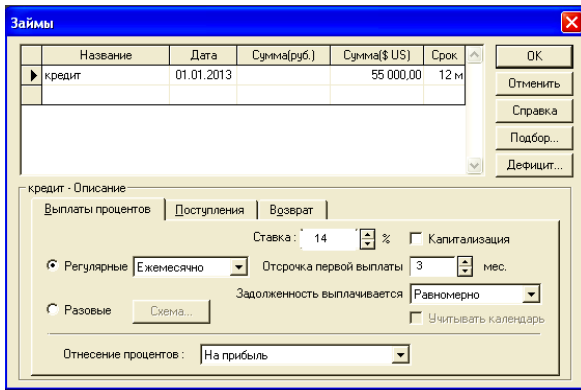 Займы
Название Дата Сумма(руб.) Сумма($ US) Срок
кредит 01.01.2013 55 000,00 12 м
OK
Отменить
Справка
Подбор...
Дефицит...
кредит - Описание
Выплаты процентов Поступления Возврат
Ставка : 14 % Капитализация
Регулярные Ежемесячно Отсрочка первой выплаты 3 мес.
Задолженность выплачивается Равномерно
Разовые Схема... Учитывать календарь
Отнесение процентов : На прибыль